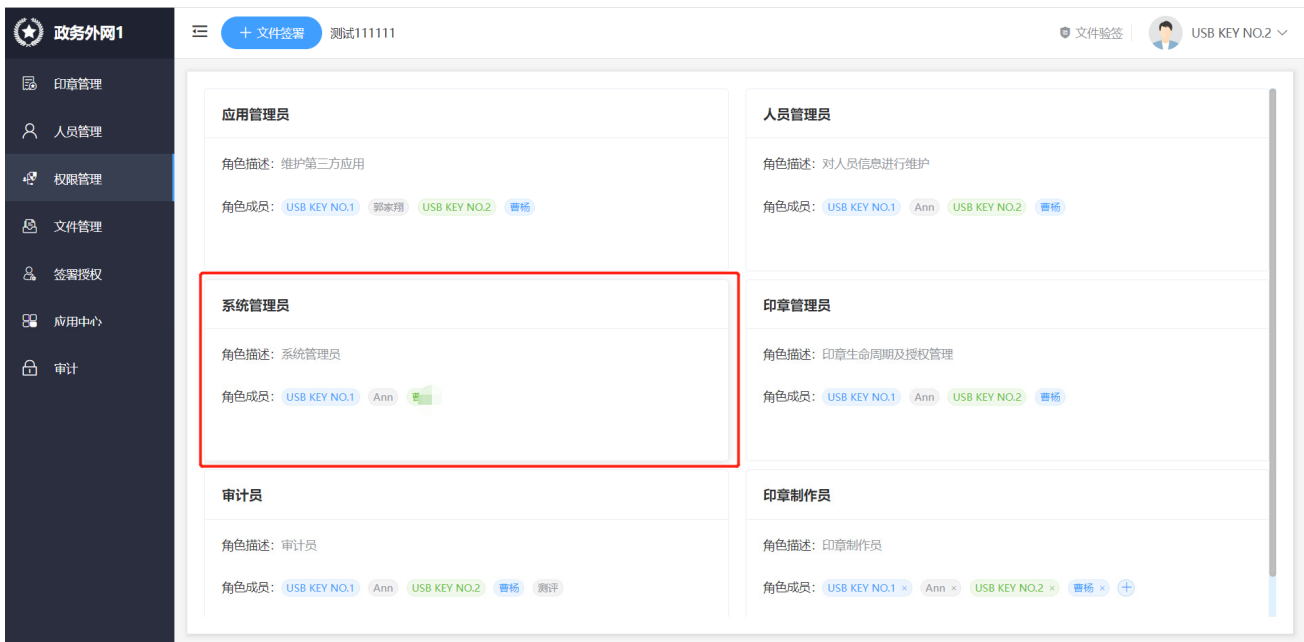 政务外网1
+ 文件签署
测试111111
文件验签
USB KEY NO.2
印章管理
人员管理
权限管理
文件管理
签署授权
应用中心
审计
应用管理员
角色描述：维护第三方应用
角色成员： USB KEY NO.1 郭家翔 USB KEY NO.2 曹杨
人员管理员
角色描述：对人员信息进行维护
角色成员： USB KEY NO.1 Ann USB KEY NO.2 曹杨
系统管理员
角色描述：系统管理员
角色成员： USB KEY NO.1 Ann
印章管理员
角色描述：印章生命周期及授权管理
角色成员： USB KEY NO.1 Ann USB KEY NO.2 曹杨
审计员
角色描述：审计员
角色成员： USB KEY NO.1 Ann USB KEY NO.2 曹杨 测评
印章制作员
角色描述：印章制作员
角色成员： USB KEY NO.1 × Ann × USB KEY NO.2 × 曹杨 × +